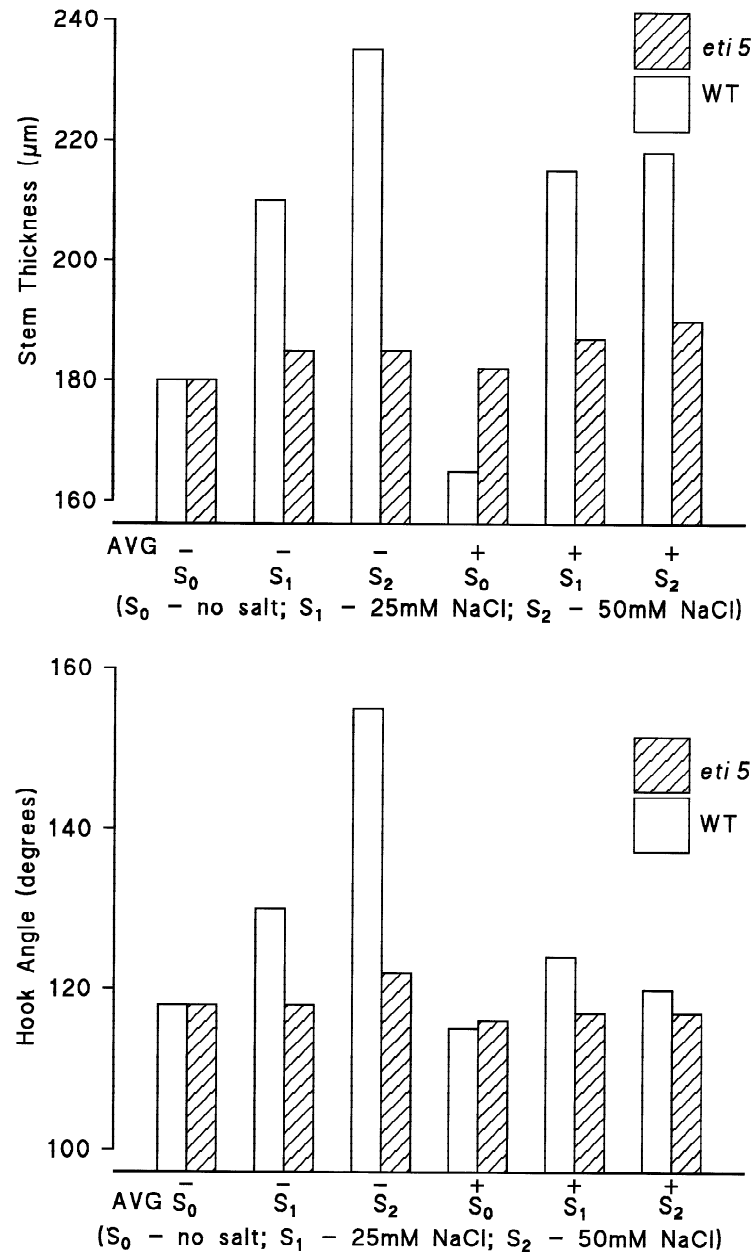 240
220
200
180
160
Stem Thickness (μm)
eti 5
WT
AVG − − − + + +
S₀ S₁ S₂ S₀ S₁ S₂
(S₀ − no salt; S₁ − 25mM NaCl; S₂ − 50mM NaCl)
160
140
120
100
Hook Angle (degrees)
eti 5
WT
− − − + + +
AVG S₀ S₁ S₂ S₀ S₁ S₂
(S₀ − no salt; S₁ − 25mM NaCl; S₂ − 50mM NaCl)